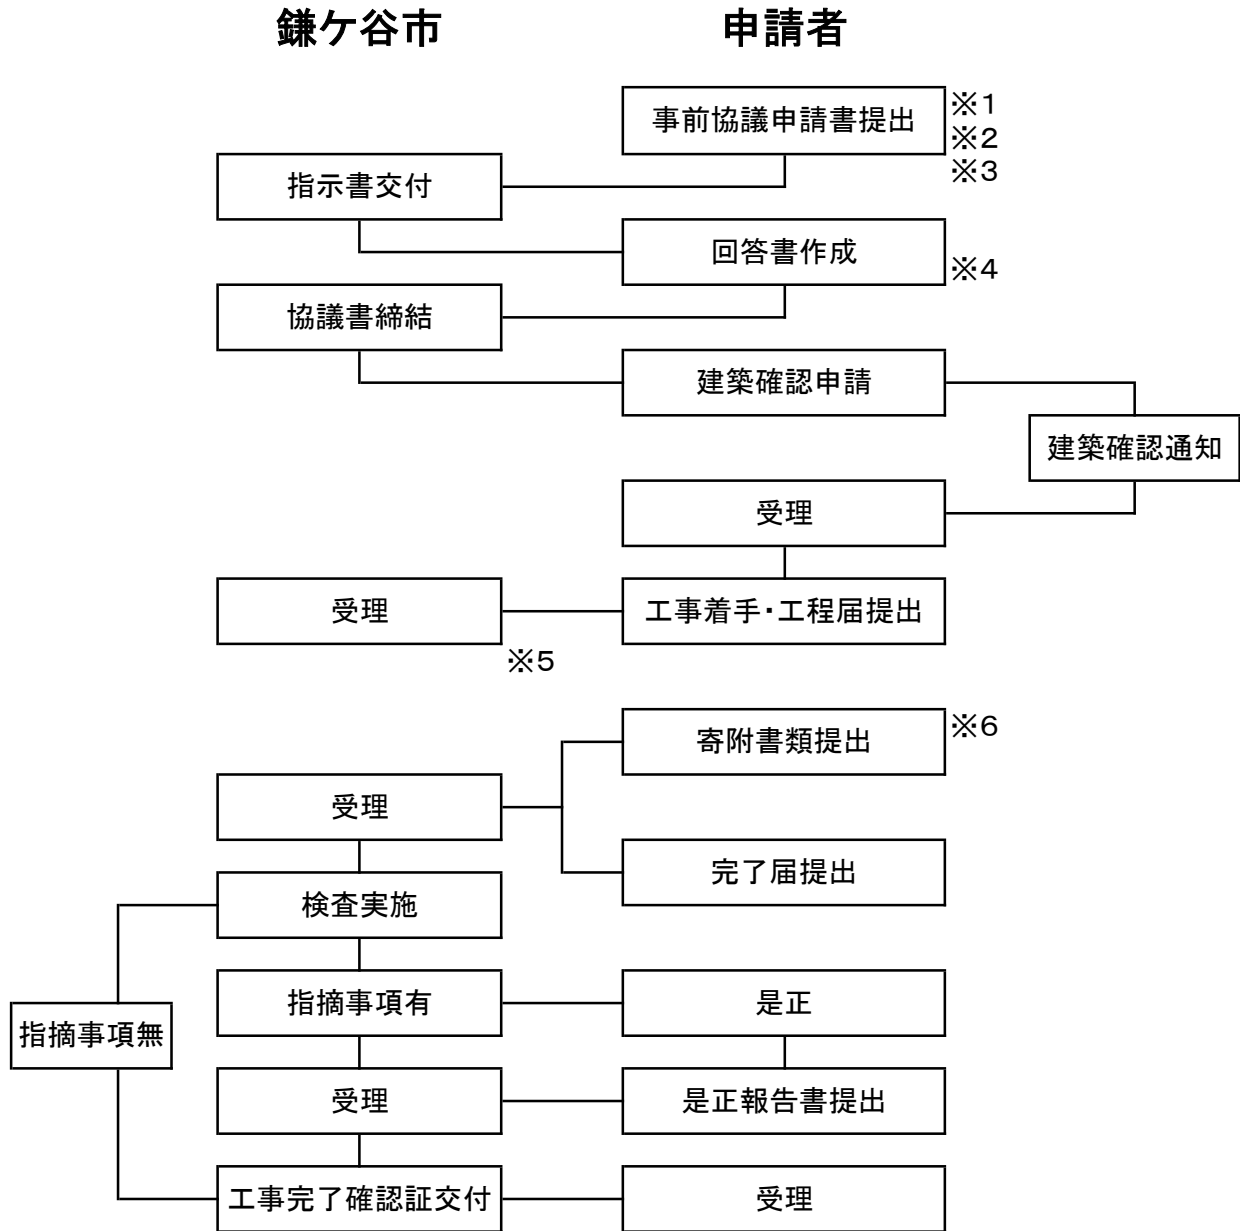 鎌ケ谷市
申請者
事前協議申請書提出
※1
※2
※3
指示書交付
回答書作成
※4
協議書締結
建築確認申請
建築確認通知
受理
受理
工事着手・工程届提出
※5
寄附書類提出
※6
受理
完了届提出
検査実施
指摘事項有
是正
指摘事項無
受理
是正報告書提出
工事完了確認証交付
受理